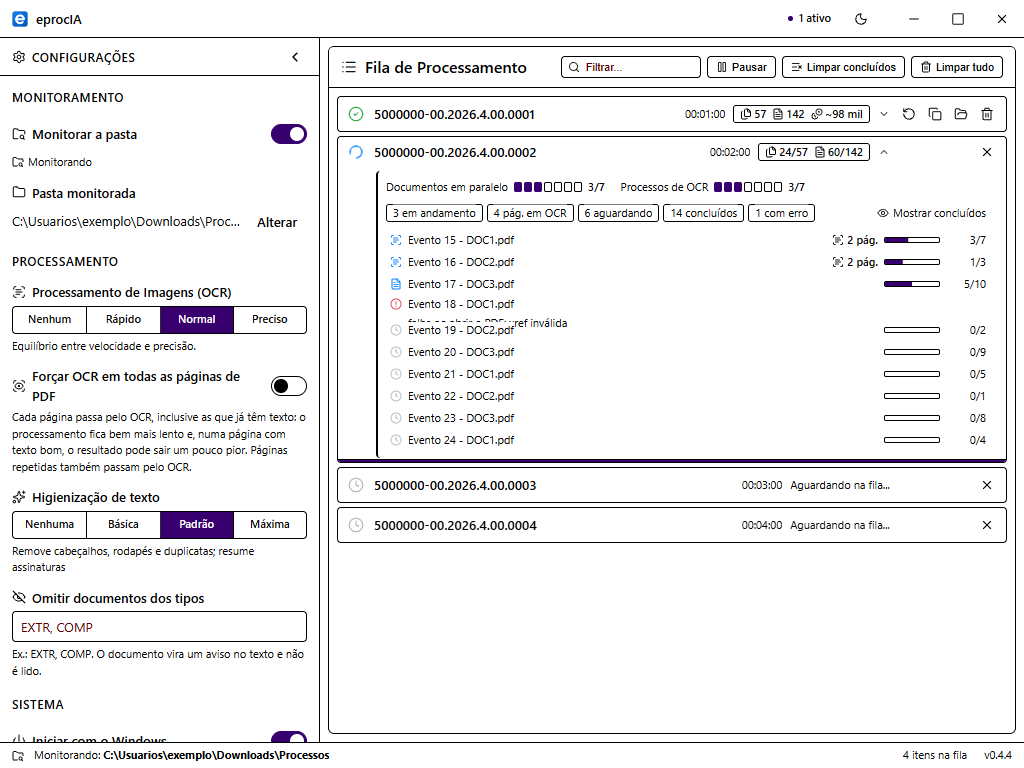 eprocIA
1 ativo
CONFIGURAÇÕES
MONITORAMENTO
Monitorar a pasta
Monitorando
Pasta monitorada
C:\Usuarios\exemplo\Downloads\Proc... Alterar
PROCESSAMENTO
Processamento de Imagens (OCR)
Nenhum Rápido Normal Preciso
Equilíbrio entre velocidade e precisão.
Forçar OCR em todas as páginas de
PDF
Cada página passa pelo OCR, inclusive as que já têm texto: o
processamento fica bem mais lento e, numa página com
texto bom, o resultado pode sair um pouco pior. Páginas
repetidas também passam pelo OCR.
Higienização de texto
Nenhuma Básica Padrão Máxima
Remove cabeçalhos, rodapés e duplicatas; resume
assinaturas
Omitir documentos dos tipos
EXTR, COMP
Ex.: EXTR, COMP. O documento vira um aviso no texto e não
é lido.
SISTEMA
Iniciar com o Windows
Fila de Processamento
Filtrar... Pausar Limpar concluídos Limpar tudo
5000000-00.2026.4.00.0001 00:01:00 57 142 ~98 mil
5000000-00.2026.4.00.0002 00:02:00 24/57 60/142
Documentos em paralelo 3/7 Processos de OCR 3/7
3 em andamento 4 pág. em OCR 6 aguardando 14 concluídos 1 com erro Mostrar concluídos
Evento 15 - DOC1.pdf 2 pág. 3/7
Evento 16 - DOC2.pdf 2 pág. 1/3
Evento 17 - DOC3.pdf 5/10
Evento 18 - DOC1.pdf
falha ao abrir o PDF: xref inválida
Evento 19 - DOC2.pdf 0/2
Evento 20 - DOC3.pdf 0/9
Evento 21 - DOC1.pdf 0/5
Evento 22 - DOC2.pdf 0/1
Evento 23 - DOC3.pdf 0/8
Evento 24 - DOC1.pdf 0/4
5000000-00.2026.4.00.0003 00:03:00 Aguardando na fila...
5000000-00.2026.4.00.0004 00:04:00 Aguardando na fila...
Monitorando: C:\Usuarios\exemplo\Downloads\Processos
4 itens na fila v0.4.4